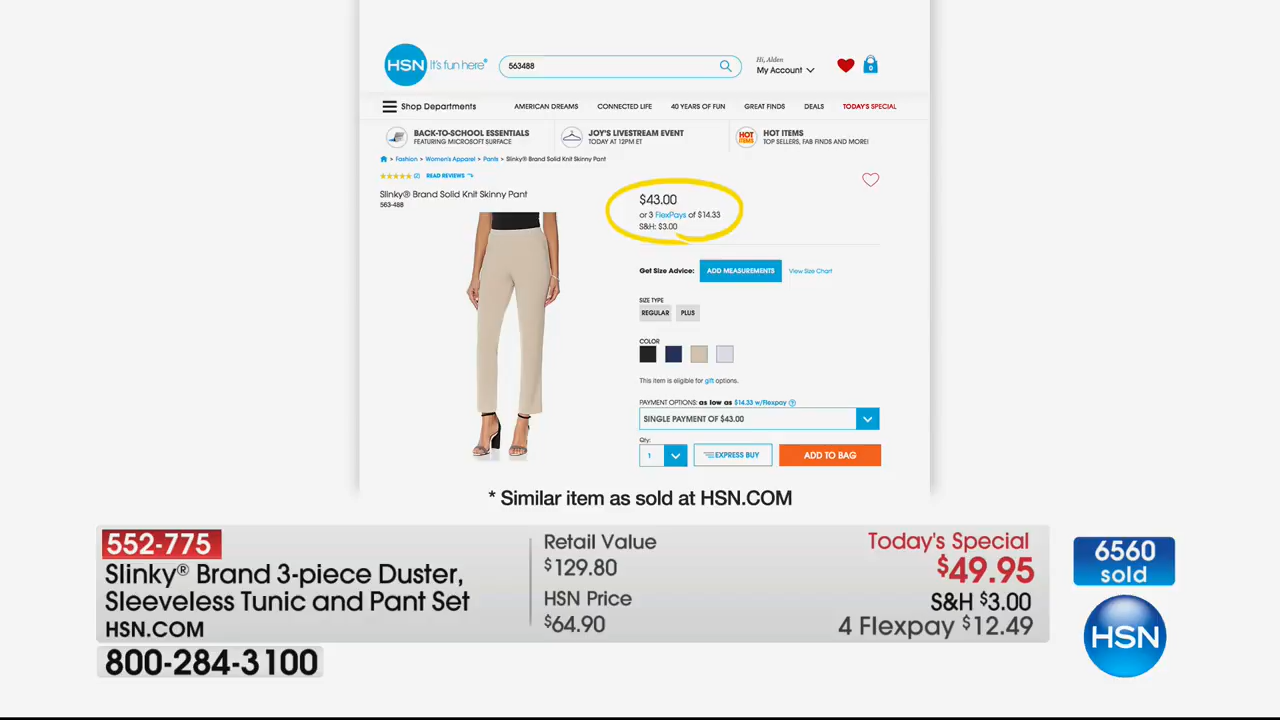 HSN It's fun here®
563488
Hi, Alden
My Account
0
Shop Departments
AMERICAN DREAMS
CONNECTED LIFE
40 YEARS OF FUN
GREAT FINDS
DEALS
TODAY'S SPECIAL
BACK-TO-SCHOOL ESSENTIALS
FEATURING MICROSOFT SURFACE
JOY'S LIVESTREAM EVENT
TODAY AT 12PM ET
HOT ITEMS
HOT ITEMS
TOP SELLERS, FAB FINDS AND MORE!
> Fashion > Women's Apparel > Pants > Slinky® Brand Solid Knit Skinny Pant
(2) READ REVIEWS
Slinky® Brand Solid Knit Skinny Pant
563-488
$43.00
or 3 FlexPays of $14.33
S&H: $3.00
Get Size Advice: ADD MEASUREMENTS View Size Chart
SIZE TYPE
REGULAR PLUS
COLOR
This item is eligible for gift options.
PAYMENT OPTIONS: as low as $14.33 w/Flexpay ?
SINGLE PAYMENT OF $43.00
Qty:
1 EXPRESS BUY ADD TO BAG
* Similar item as sold at HSN.COM
552-775
Slinky® Brand 3-piece Duster,
Sleeveless Tunic and Pant Set
HSN.COM
800-284-3100
Retail Value
$129.80
HSN Price
$64.90
Today's Special
$49.95
S&H $3.00
4 Flexpay $12.49
6560
sold
HSN